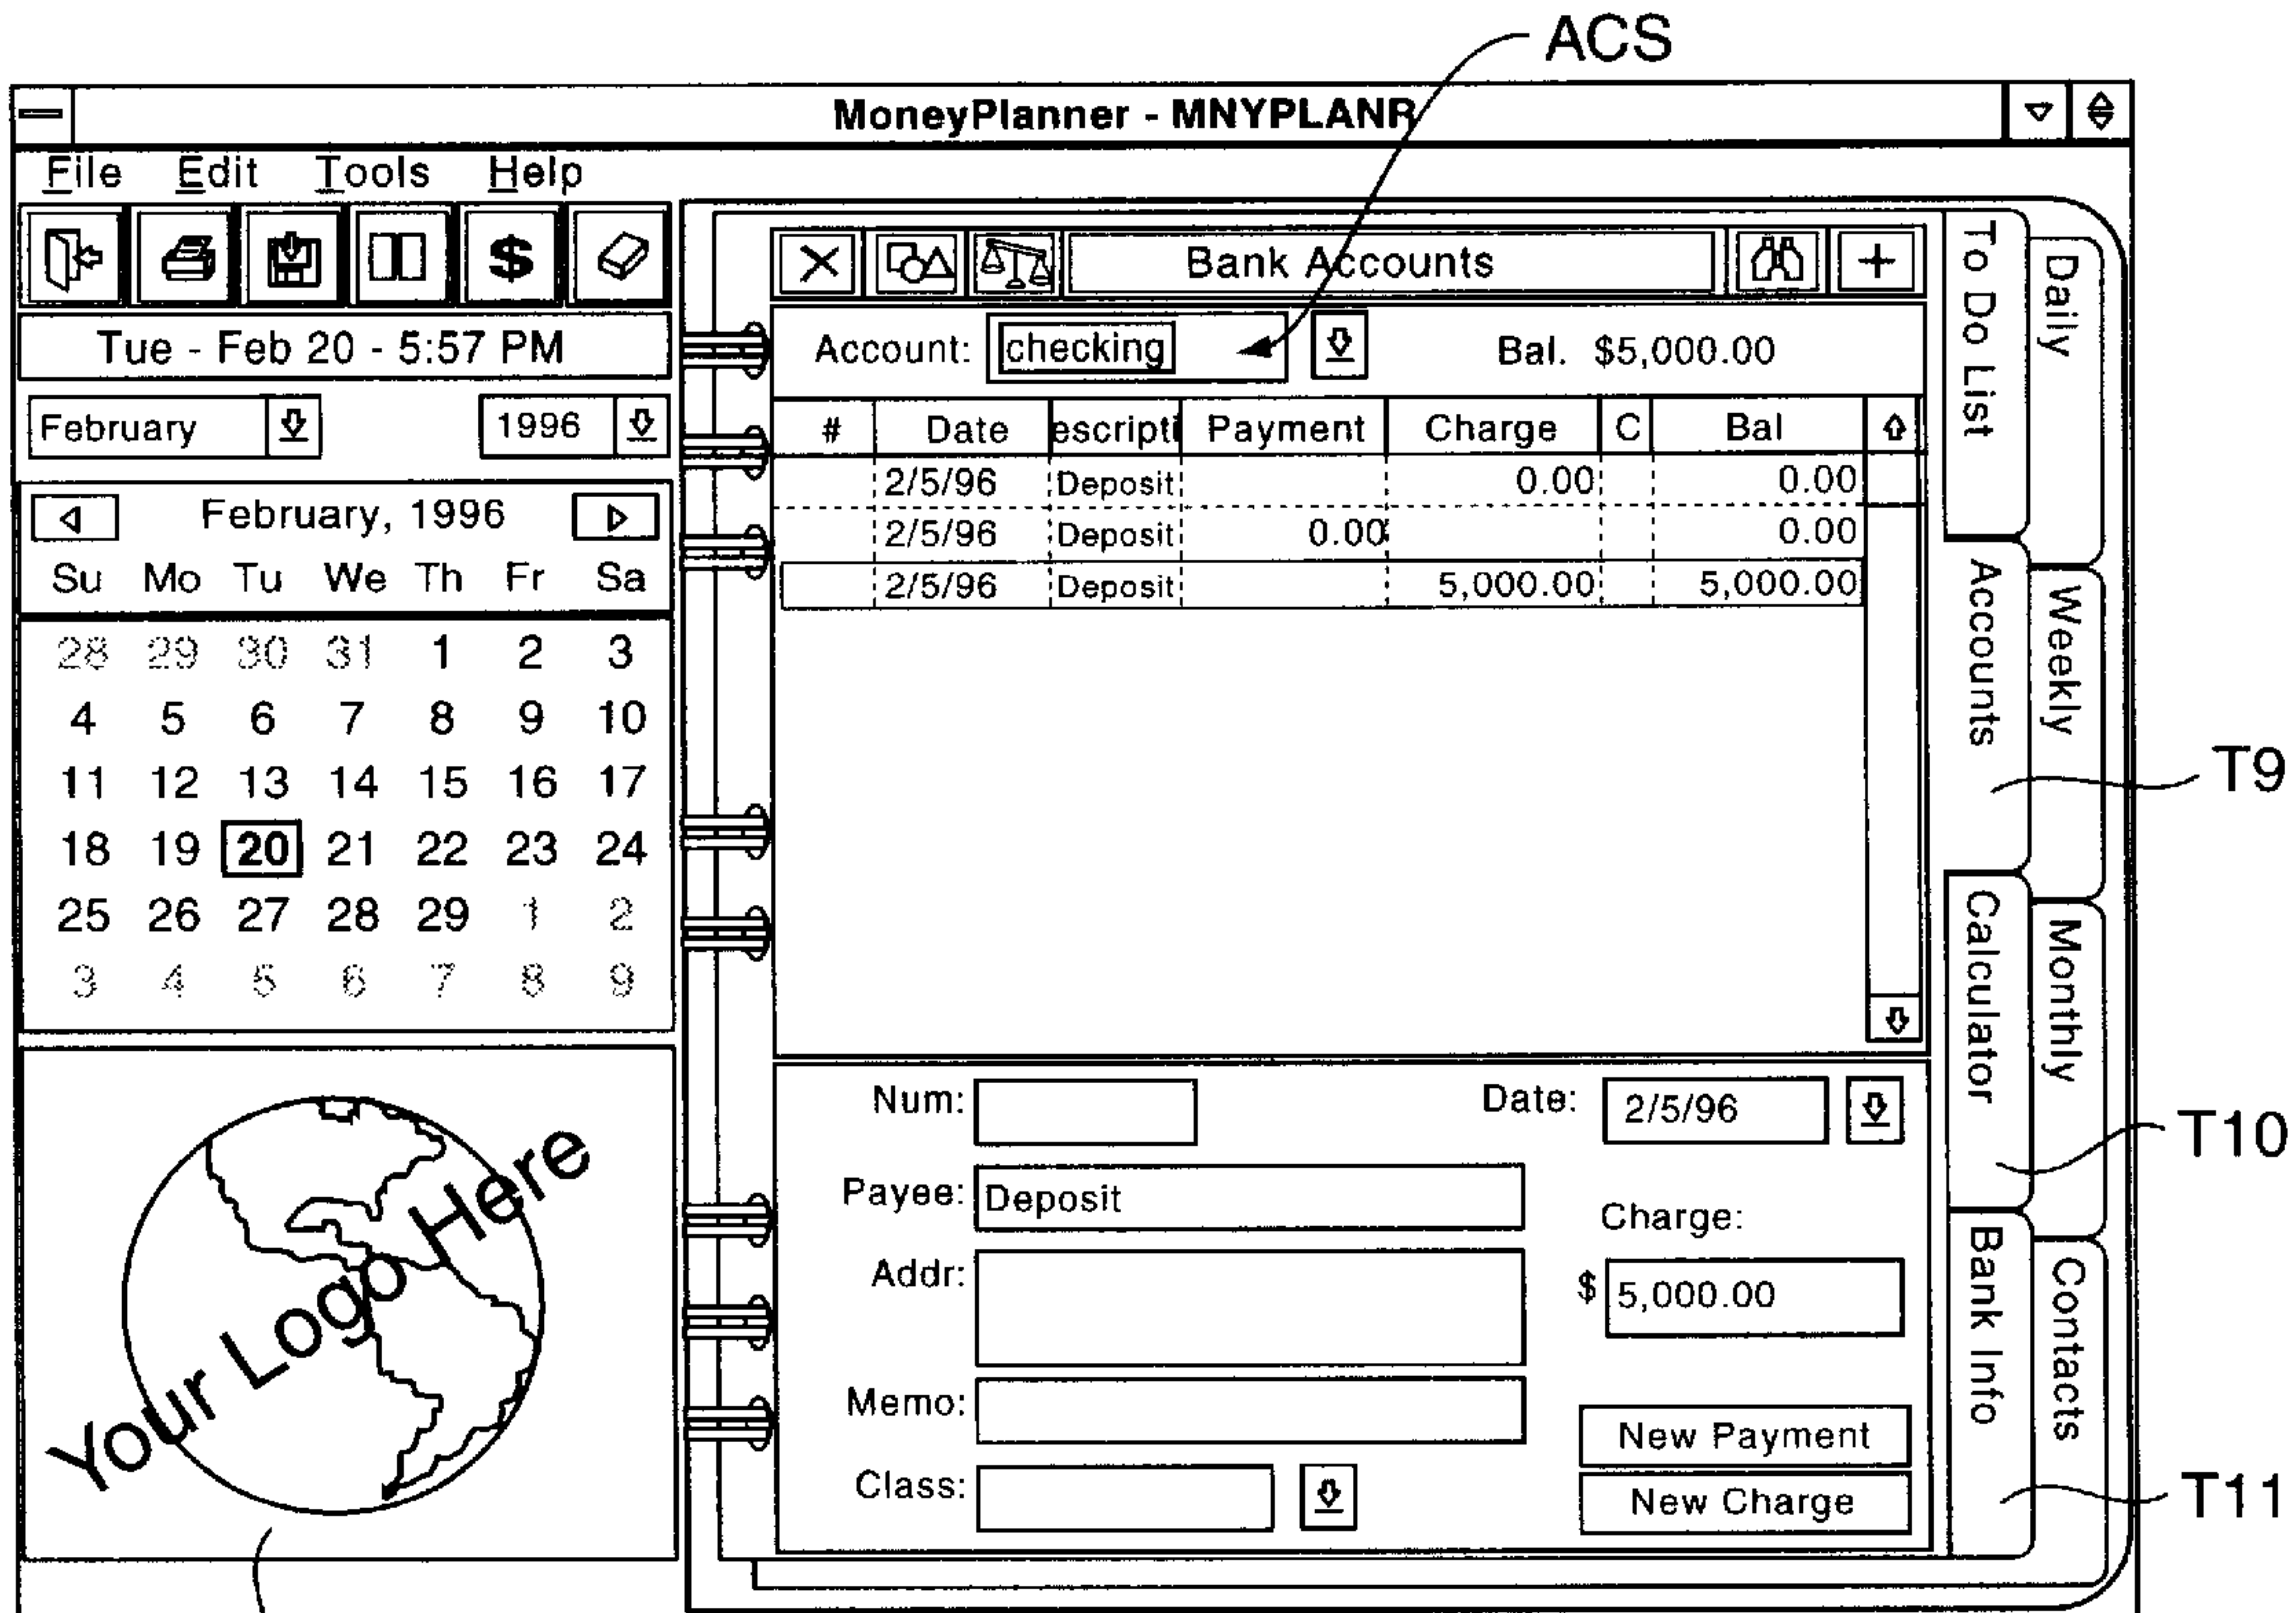 ACS
MoneyPlanner - MNYPLANR
File Edit Tools Help
$
Tue - Feb 20 - 5:57 PM
February 1996
February, 1996
Su Mo Tu We Th Fr Sa
28 29 30 31 1 2 3
4 5 6 7 8 9 10
11 12 13 14 15 16 17
18 19 20 21 22 23 24
25 26 27 28 29 1 2
3 4 5 6 7 8 9
Your Logo Here
Bank Accounts +
Account: checking Bal. $5,000.00
# Date escripti Payment Charge C Bal
2/5/96 Deposit 0.00 0.00
2/5/96 Deposit 0.00 0.00
2/5/96 Deposit 5,000.00 5,000.00
Num: Date: 2/5/96
Payee: Deposit
Charge:
Addr: $ 5,000.00
Memo:
New Payment
Class:
New Charge
To Do List
Accounts
Calculator
Bank Info
Daily
Weekly
Monthly
Contacts
T9
T10
T11